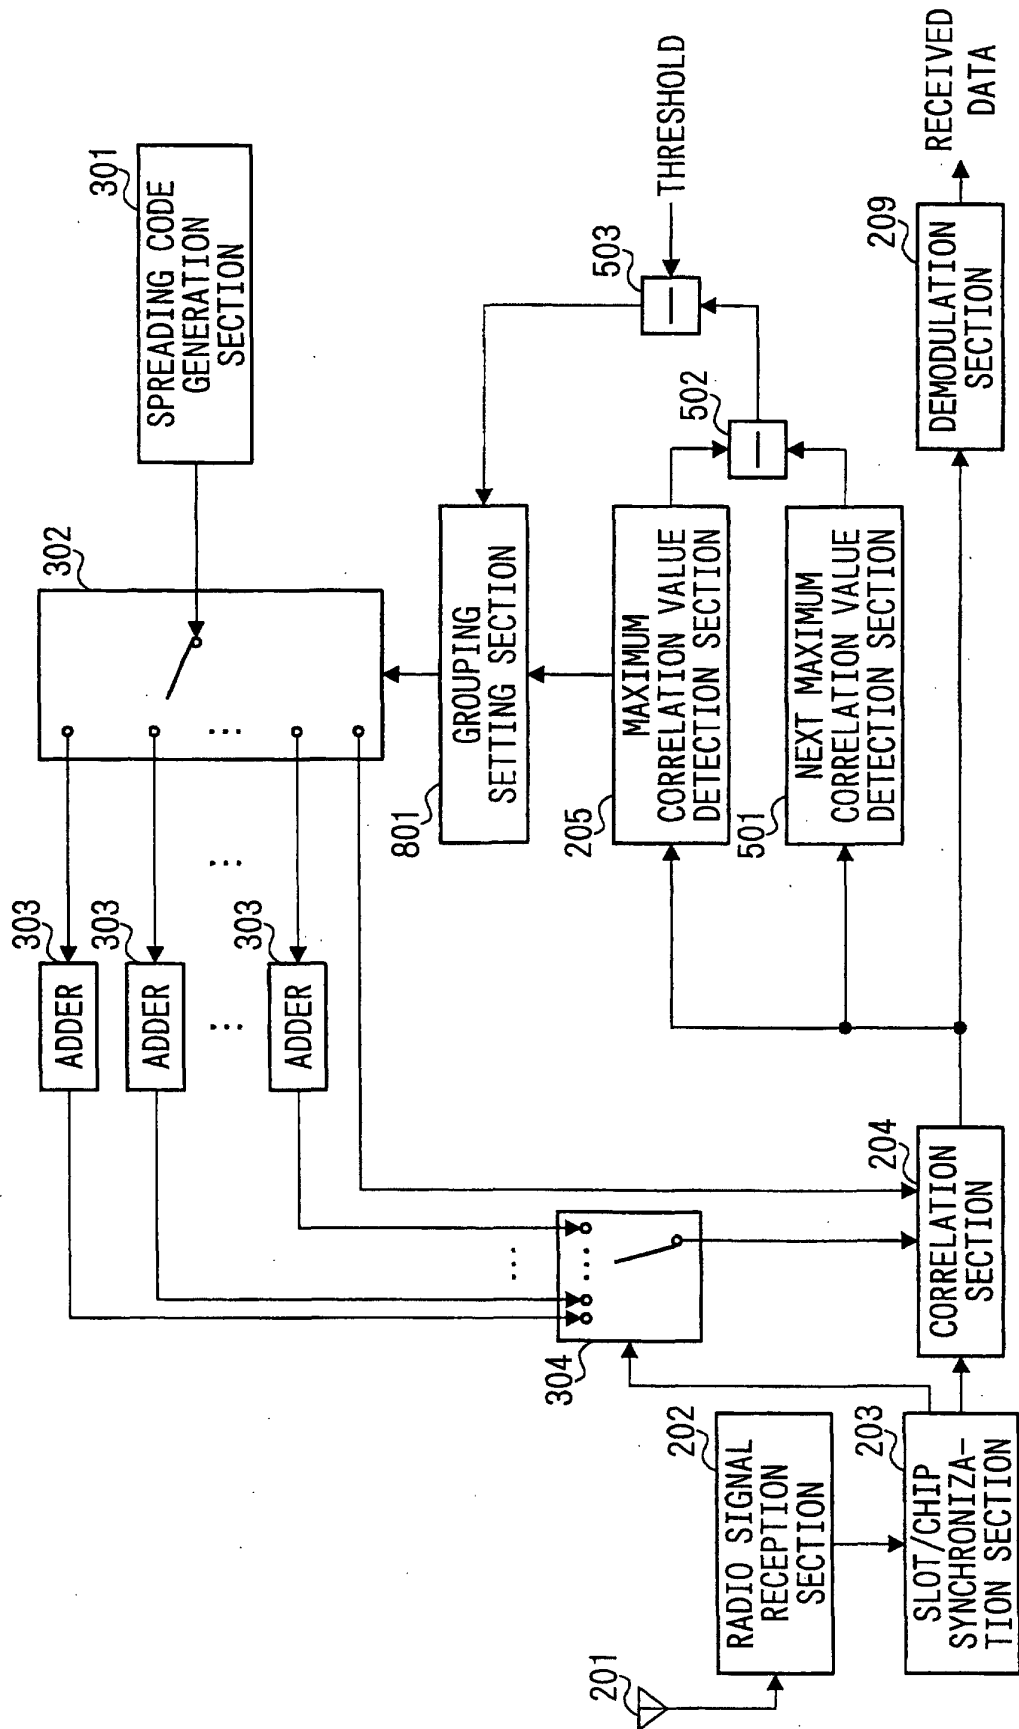 301
SPREADING CODE
GENERATION
SECTION
302
303
ADDER
303
ADDER
...
303
ADDER
...
...
...
...
304
801
GROUPING
SETTING SECTION
503
THRESHOLD
502
205
MAXIMUM
CORRELATION VALUE
DETECTION SECTION
501
NEXT MAXIMUM
CORRELATION VALUE
DETECTION SECTION
201
202
RADIO SIGNAL
RECEPTION
SECTION
203
SLOT/CHIP
SYNCHRONIZA-
TION SECTION
204
CORRELATION
SECTION
209
DEMODULATION
SECTION
RECEIVED
DATA